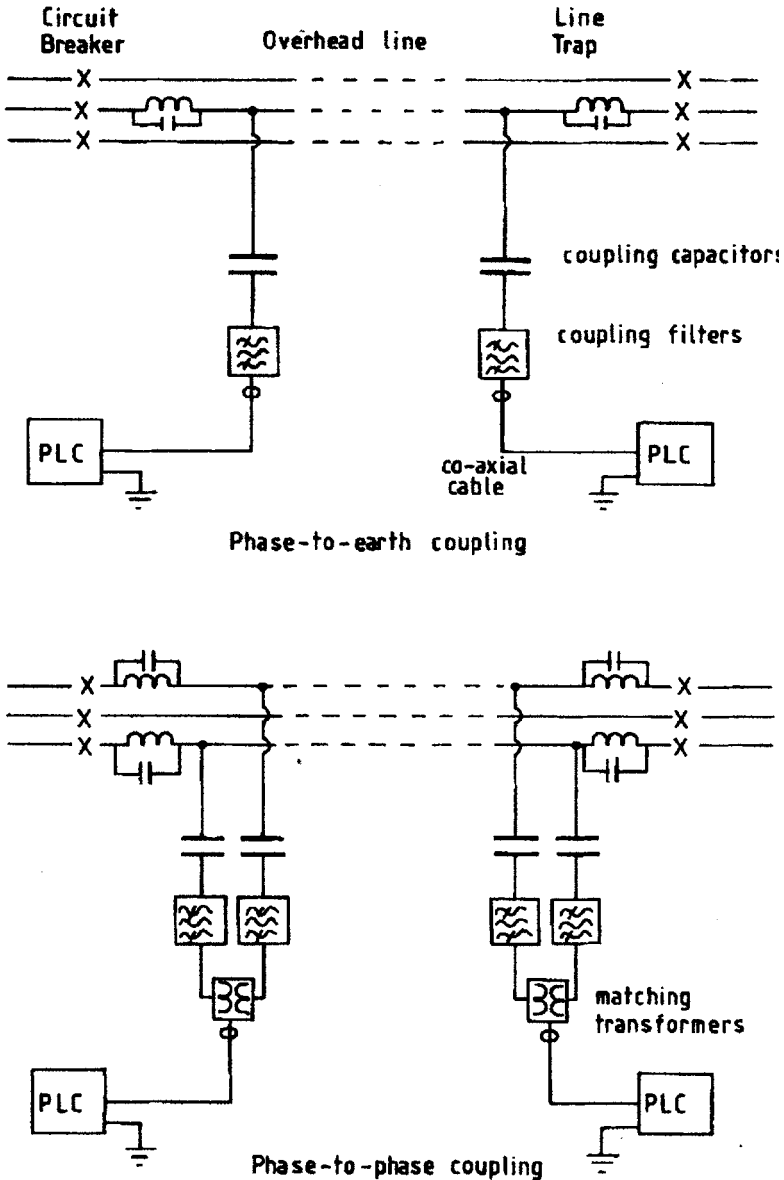 Circuit
Breaker
Overhead line
Line
Trap
X
X
X
X
X
X
coupling capacitors
coupling filters
PLC
co-axial
cable
PLC
Phase-to-earth coupling
X
X
X
X
X
X
matching
transformers
PLC
PLC
Phase-to-phase coupling